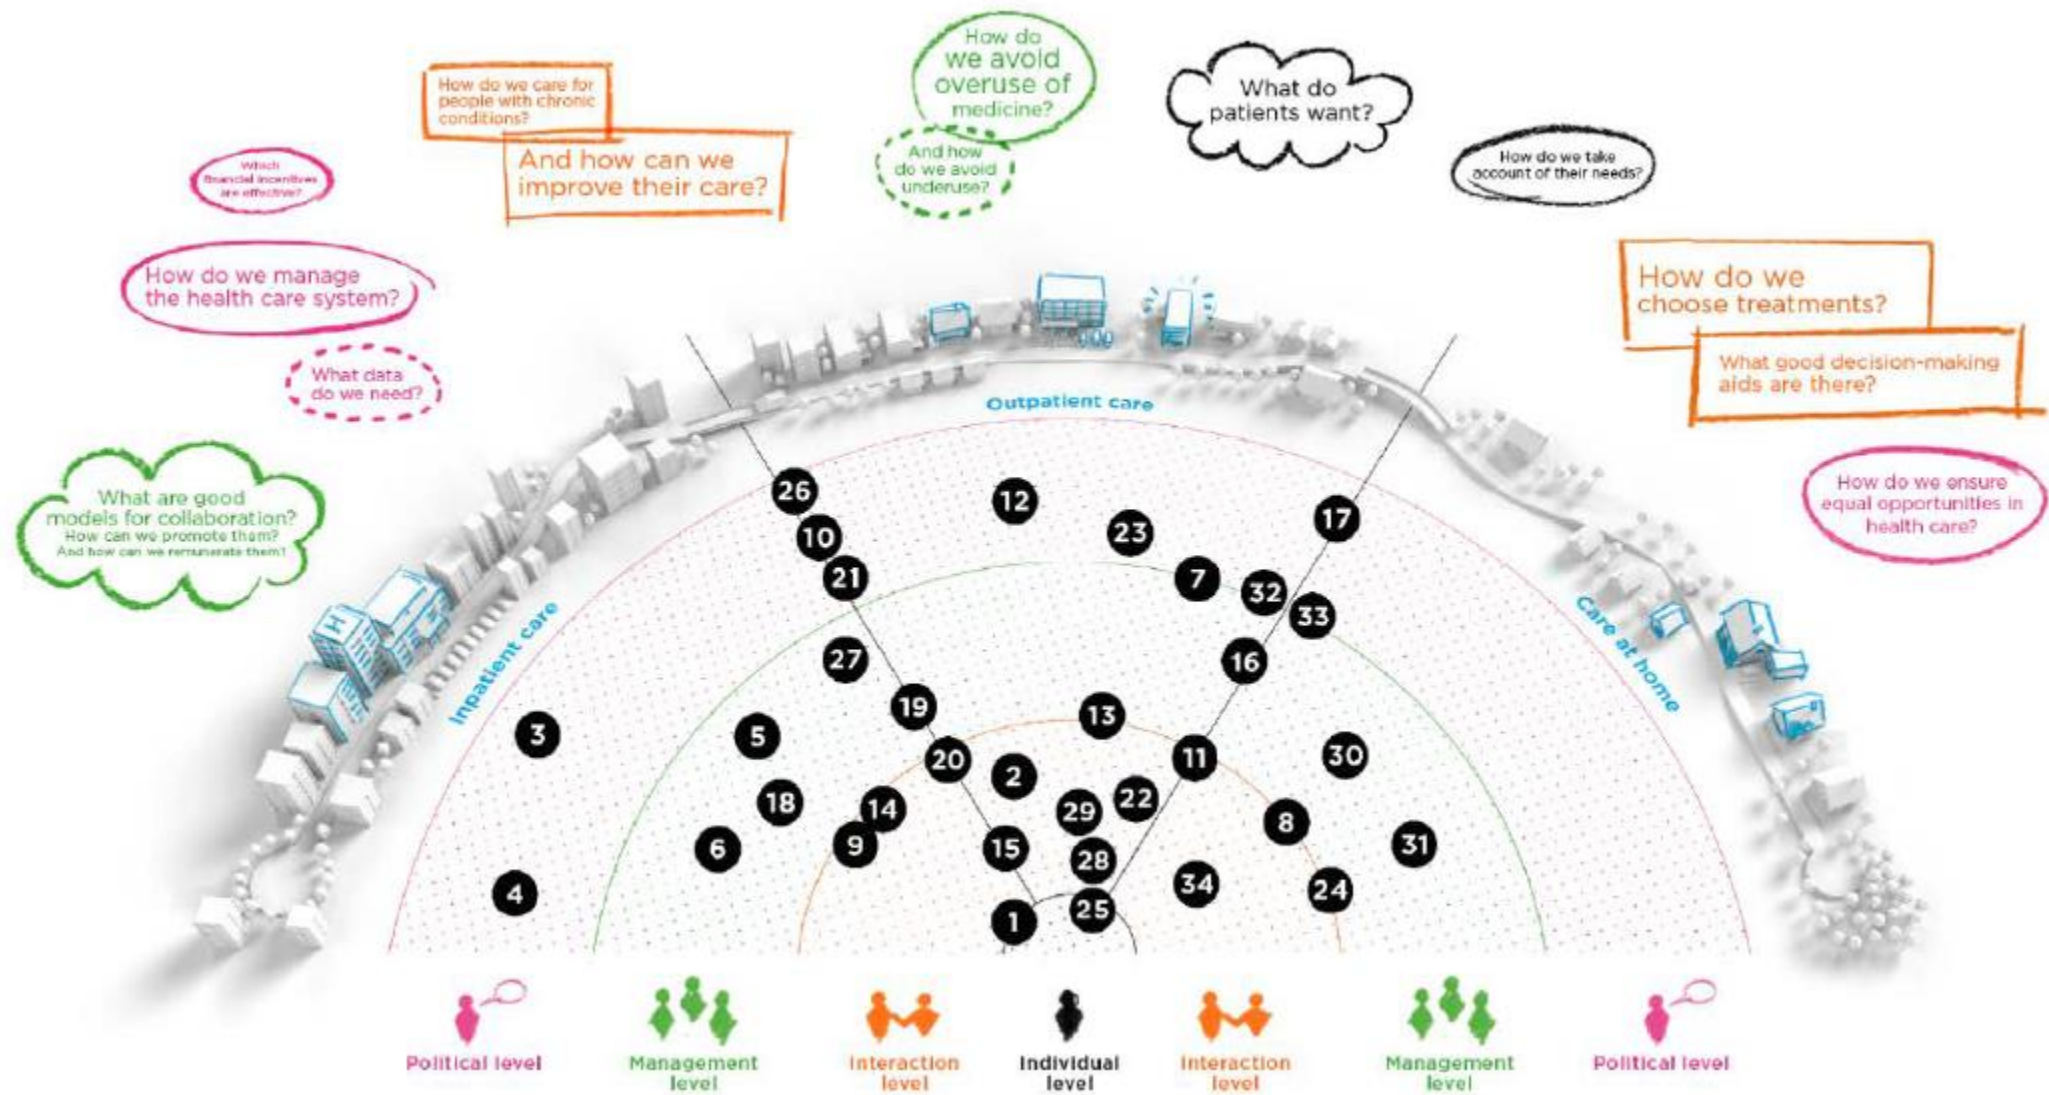 How do
we avoid
overuse of
medicine?
And how
do we avoid
underuse?
What do
patients want?
How do we take
account of their needs?
How do we care for
people with chronic
conditions?
And how can we
improve their care?
Which
financial incentives
are effective?
How do we manage
the health care system?
What data
do we need?
What are good
models for collaboration?
How can we promote them?
And how can we remunerate them?
How do we
choose treatments?
What good decision-making
aids are there?
How do we ensure
equal opportunities in
health care?
Inpatient care
Outpatient care
Care at home
H
26
12
17
10
23
21
7
32
33
27
16
19
13
3
5
20
2
11
30
18
14
29
22
8
6
9
15
28
31
4
34
24
1
25
Political level
Management
level
Interaction
level
Individual
level
Interaction
level
Management
level
Political level